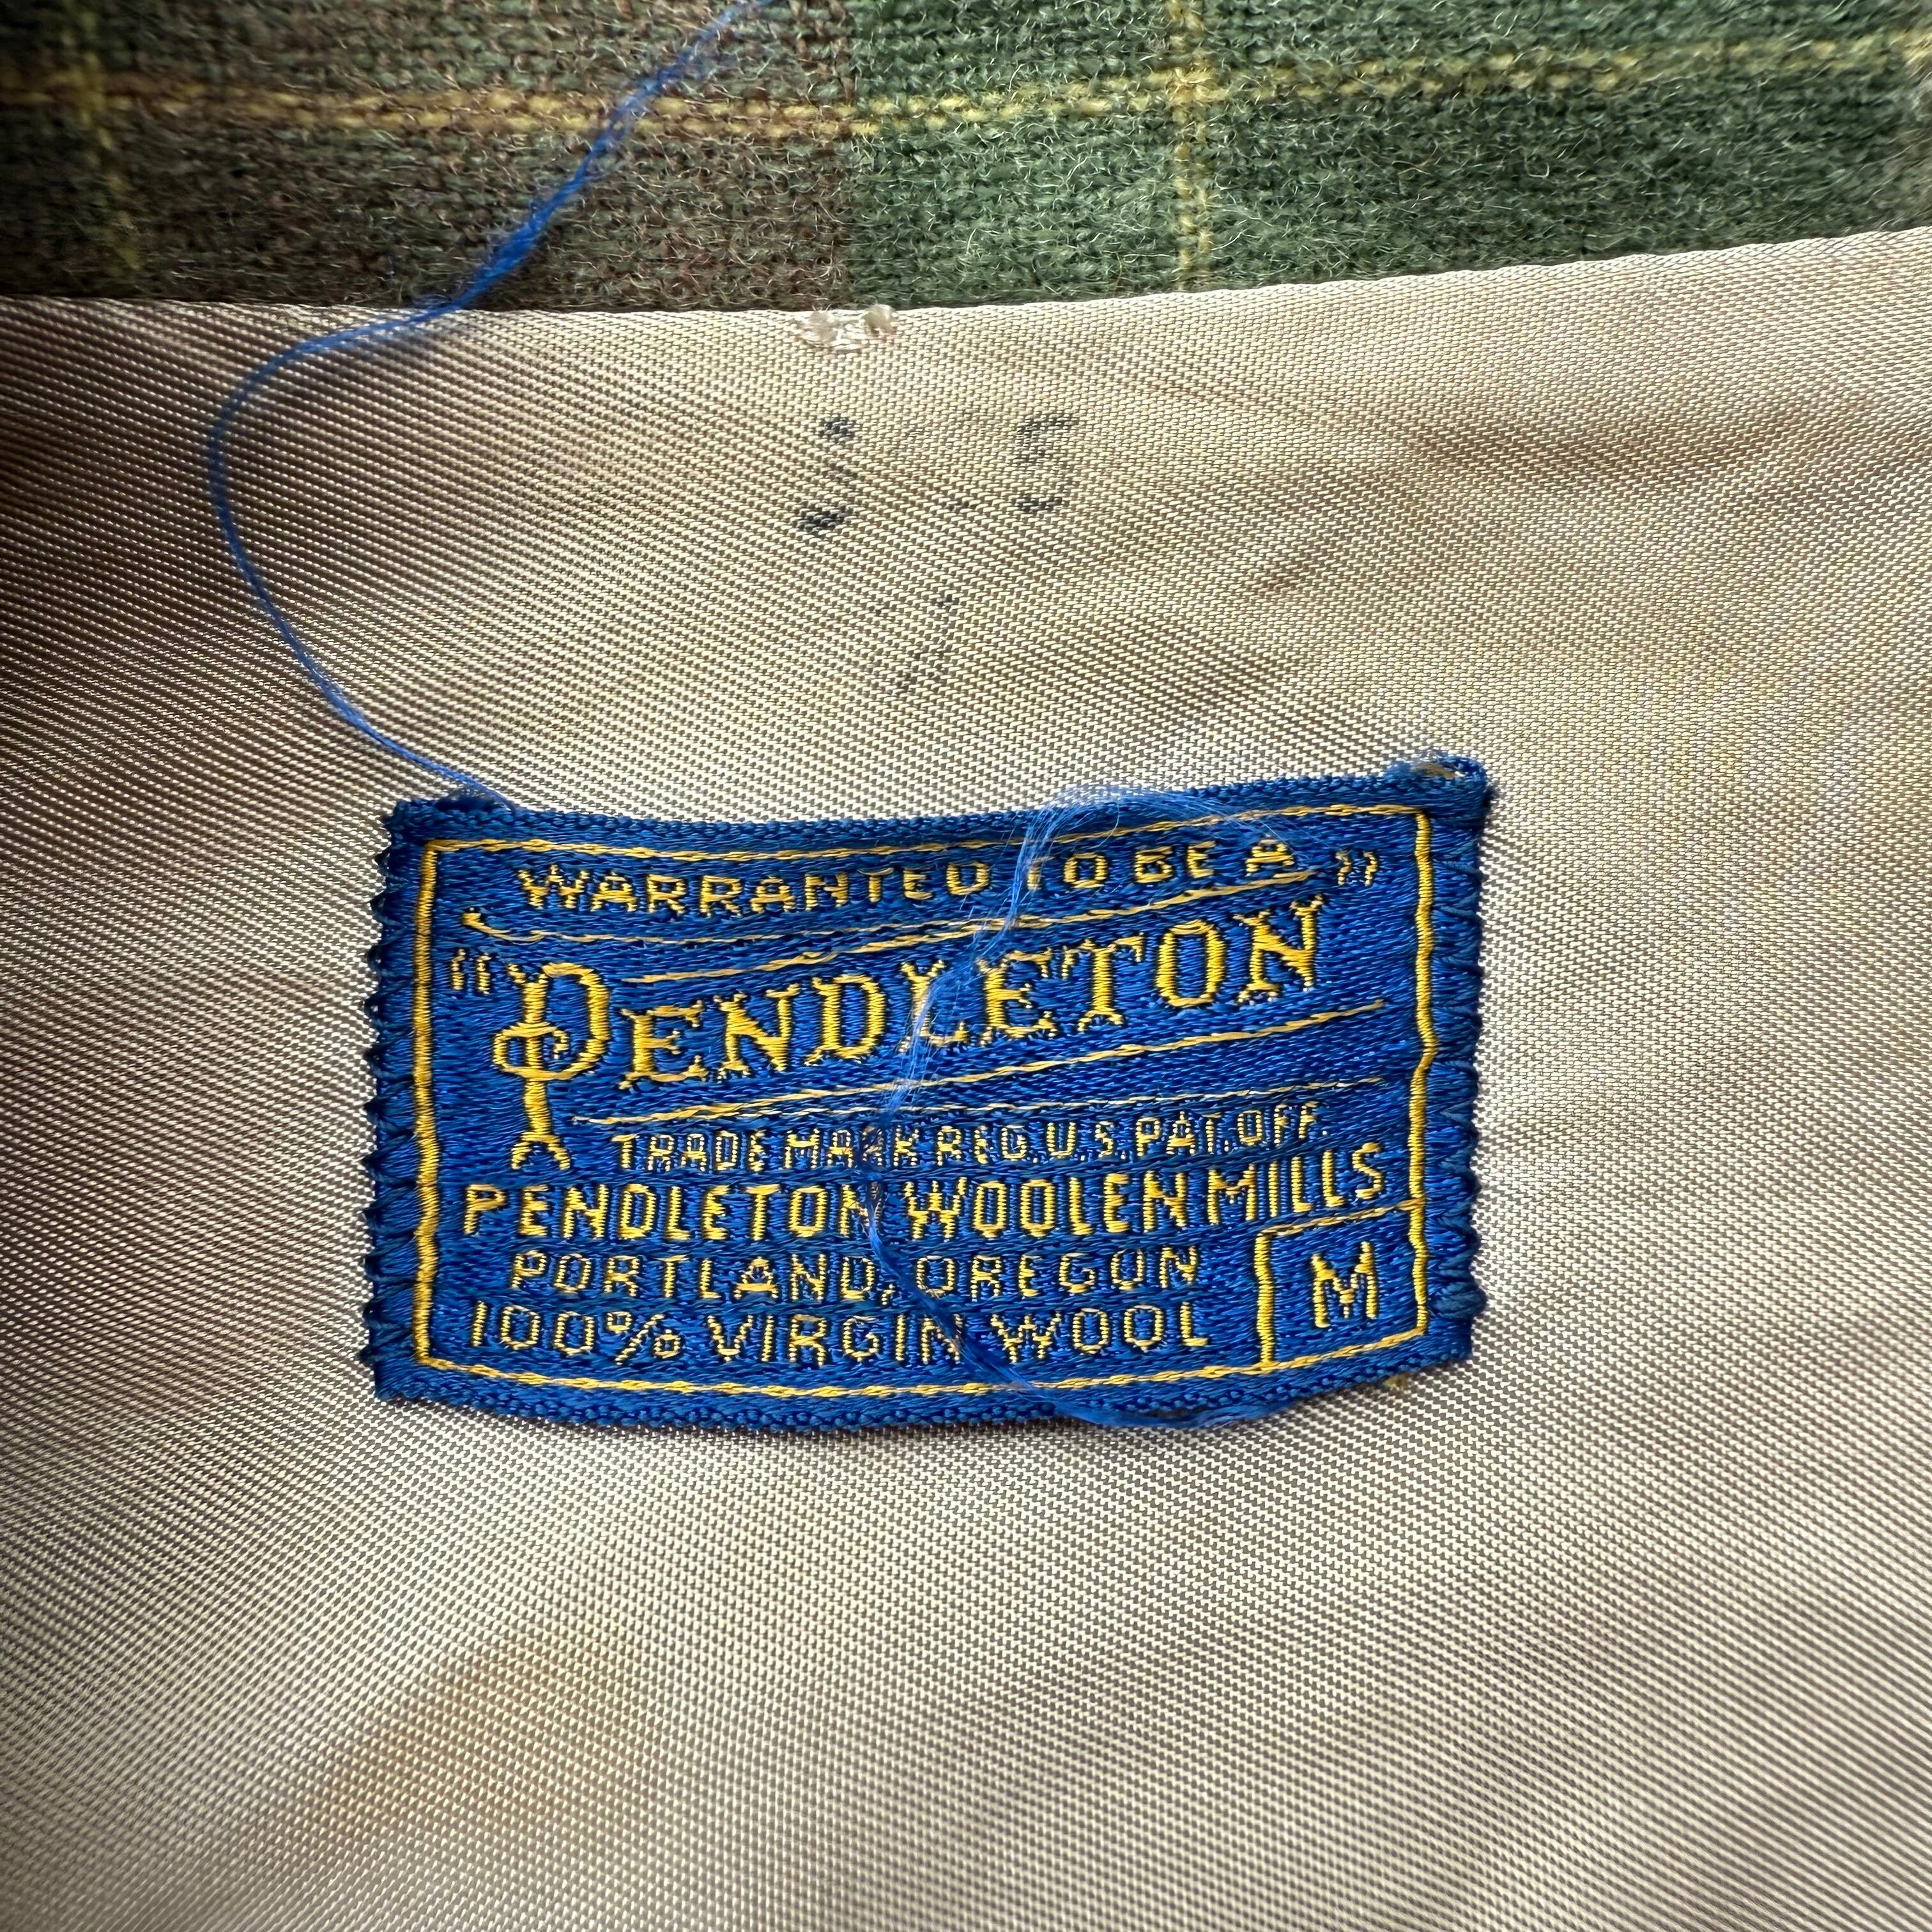 WARRANTED TO BE A
“PENDLETON”
TRADE MARK REG. U.S. PAT. OFF.
PENDLETON WOOLEN MILLS
PORTLAND, OREGON
100% VIRGIN WOOL
M